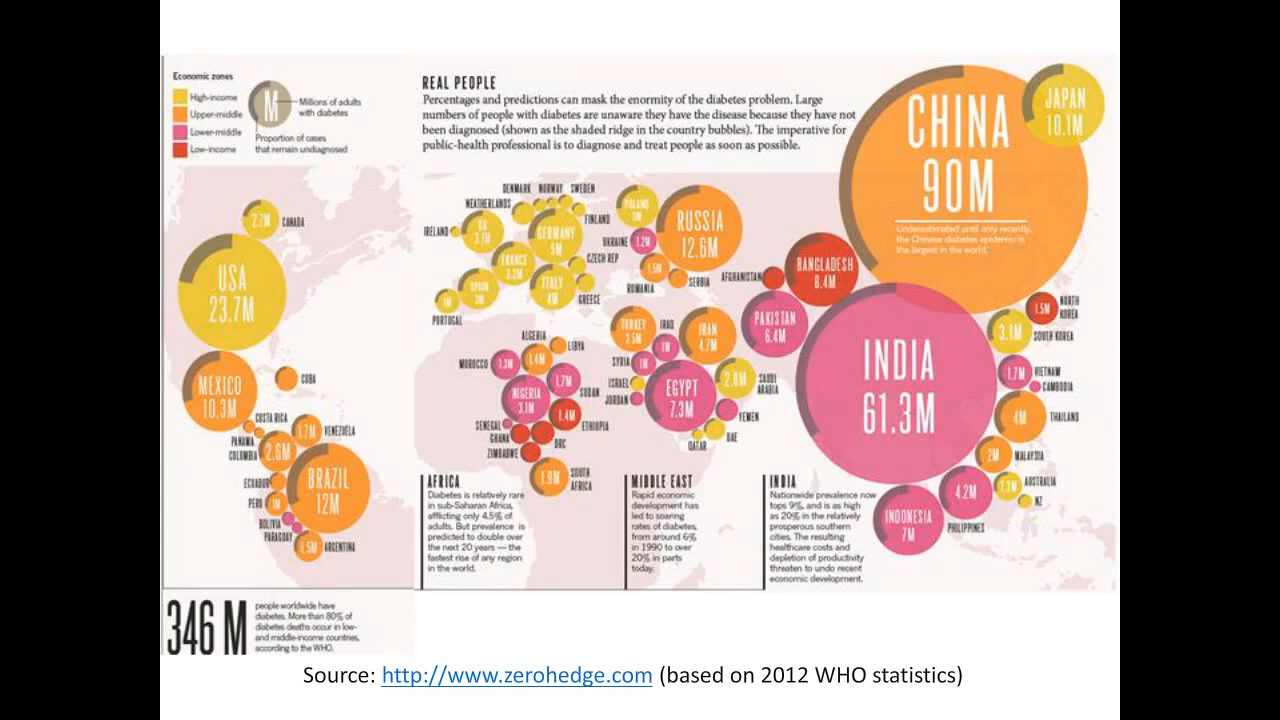 Economic zones
High-income
Upper-middle
Lower-middle
Low-income
M
Millions of adults
with diabetes
Proportion of cases
that remain undiagnosed
REAL PEOPLE
Percentages and predictions can mask the enormity of the diabetes problem. Large
numbers of people with diabetes are unaware they have the disease because they have not
been diagnosed (shown as the shaded ridge in the country bubbles). The imperative for
public-health professional is to diagnose and treat people as soon as possible.
CHINA
90M
Underestimated until only recently,
the Chinese diabetes epidemic is
the largest in the world.
JAPAN
10.1M
2.7M
CANADA
USA
23.7M
MEXICO
10.3M
CUBA
COSTA RICA
PANAMA
COLUMBIA
2.6M
1.7M
VENEZUELA
ECUADOR
PERU
1M
BRAZIL
12M
BOLIVIA
PARAGUAY
1.5M
ARGENTINA
DENMARK
NORWAY
SWEDEN
NEATHERLANDS
FINLAND
IRELAND
UK
3.1M
GERMANY
5M
FRANCE
3.2M
CZECH REP
SPAIN
3M
ITALY
4M
GREECE
1M
PORTUGAL
POLAND
3M
RUSSIA
12.6M
UKRAINE
1.2M
1.5M
RUMANIA
SERBIA
AFGHANISTAN
BANGLADESH
8.4M
PAKISTAN
6.4M
INDIA
61.3M
1.5M
NORTH
KOREA
3.1M
SOUTH KOREA
1.7M
VIETNAM
CAMBODIA
4M
THAILAND
2M
MALAYSIA
4.2M
PHILIPPINES
AUSTRALIA
NZ
INDONESIA
7M
ALGERIA
1.4M
LIBYA
MOROCCO
1.3M
NIGERIA
3.1M
1.7M
SUDAN
1.4M
ETHIOPIA
SENEGAL
GHANA
DRC
ZIMBABWE
1.9M
SOUTH
AFRICA
TURKEY
3.5M
IRAQ
1M
IRAN
4.7M
SYRIA
1M
ISRAEL
JORDAN
EGYPT
7.3M
2.8M
SAUDI
ARABIA
YEMEN
UAE
QATAR
AFRICA
Diabetes is relatively rare
in sub-Saharan Africa,
afflicting only 4.5% of
adults. But prevalence is
predicted to double over
the next 20 years — the
fastest rise of any region
in the world.
MIDDLE EAST
Rapid economic
development has
led to soaring
rates of diabetes,
from around 6%
in 1990 to over
20% in parts
today.
INDIA
Nationwide prevalence now
tops 9%, and is as high
as 20% in the relatively
prosperous southern
cities. The resulting
healthcare costs and
depletion of productivity
threaten to undo recent
economic development.
346 M
people worldwide have
diabetes. More than 80% of
diabetes deaths occur in low-
and middle-income countries,
according to the WHO.
Source: http://www.zerohedge.com (based on 2012 WHO statistics)